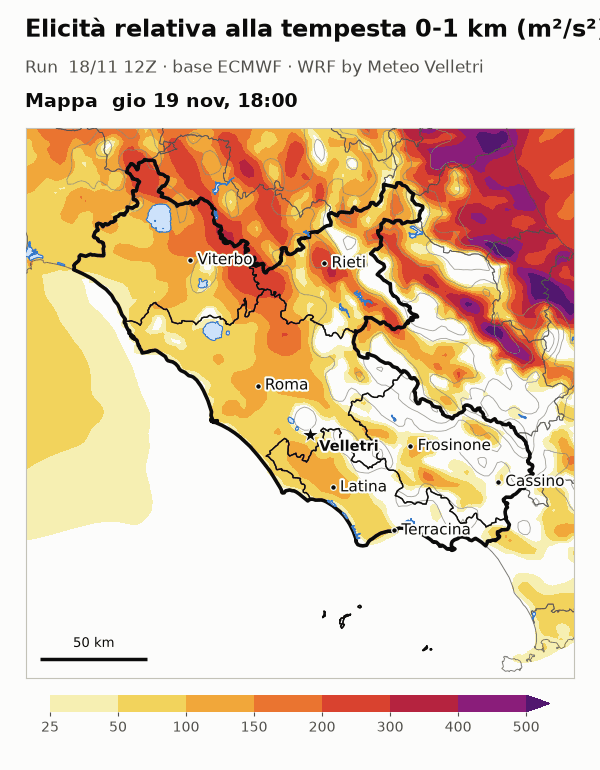 Elicità relativa alla tempesta 0-1 km (m²/s²)
Run 18/11 12Z · base ECMWF · WRF by Meteo Velletri
Mappa gio 19 nov, 18:00
Viterbo
Rieti
Roma
Velletri
Frosinone
Cassino
Latina
Terracina
50 km
25 50 100 150 200 300 400 500